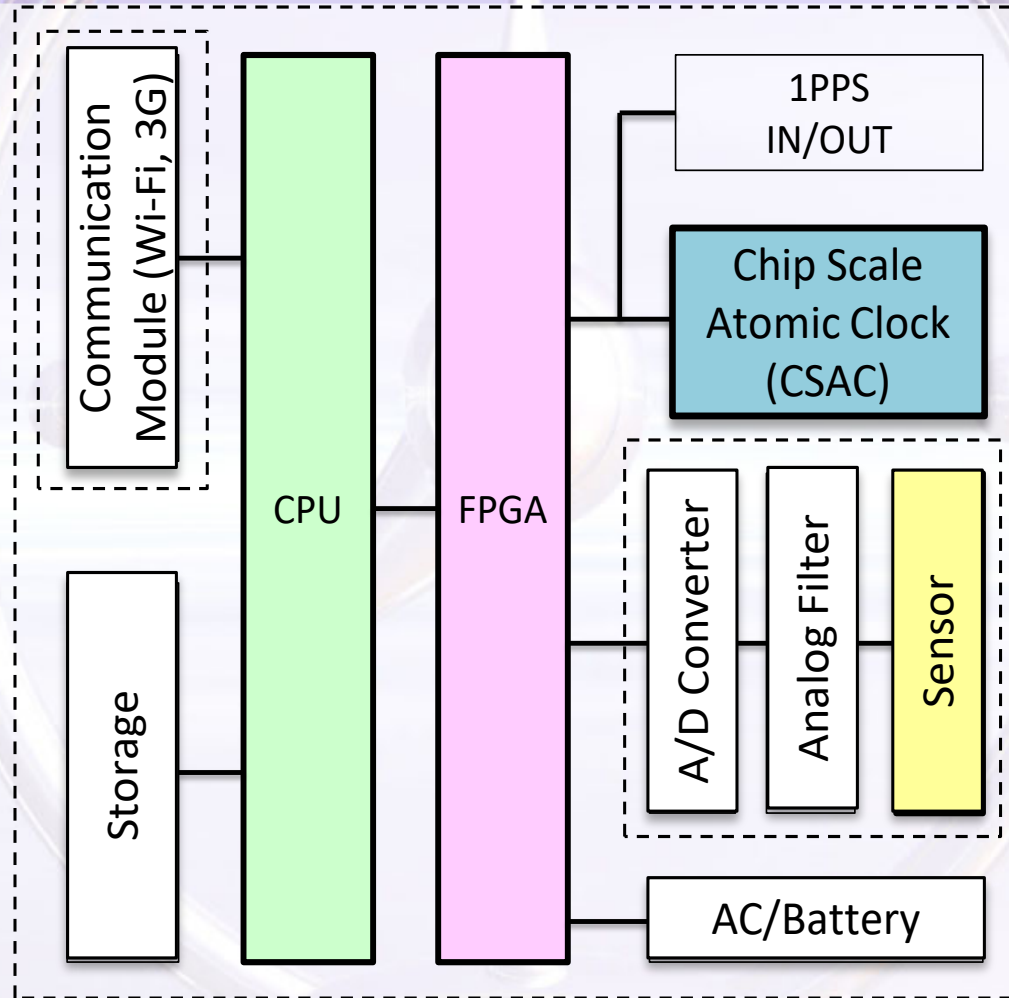 Communication
Module (Wi-Fi, 3G)
Storage
CPU
FPGA
1PPS
IN/OUT
Chip Scale
Atomic Clock
(CSAC)
A/D Converter
Analog Filter
Sensor
AC/Battery